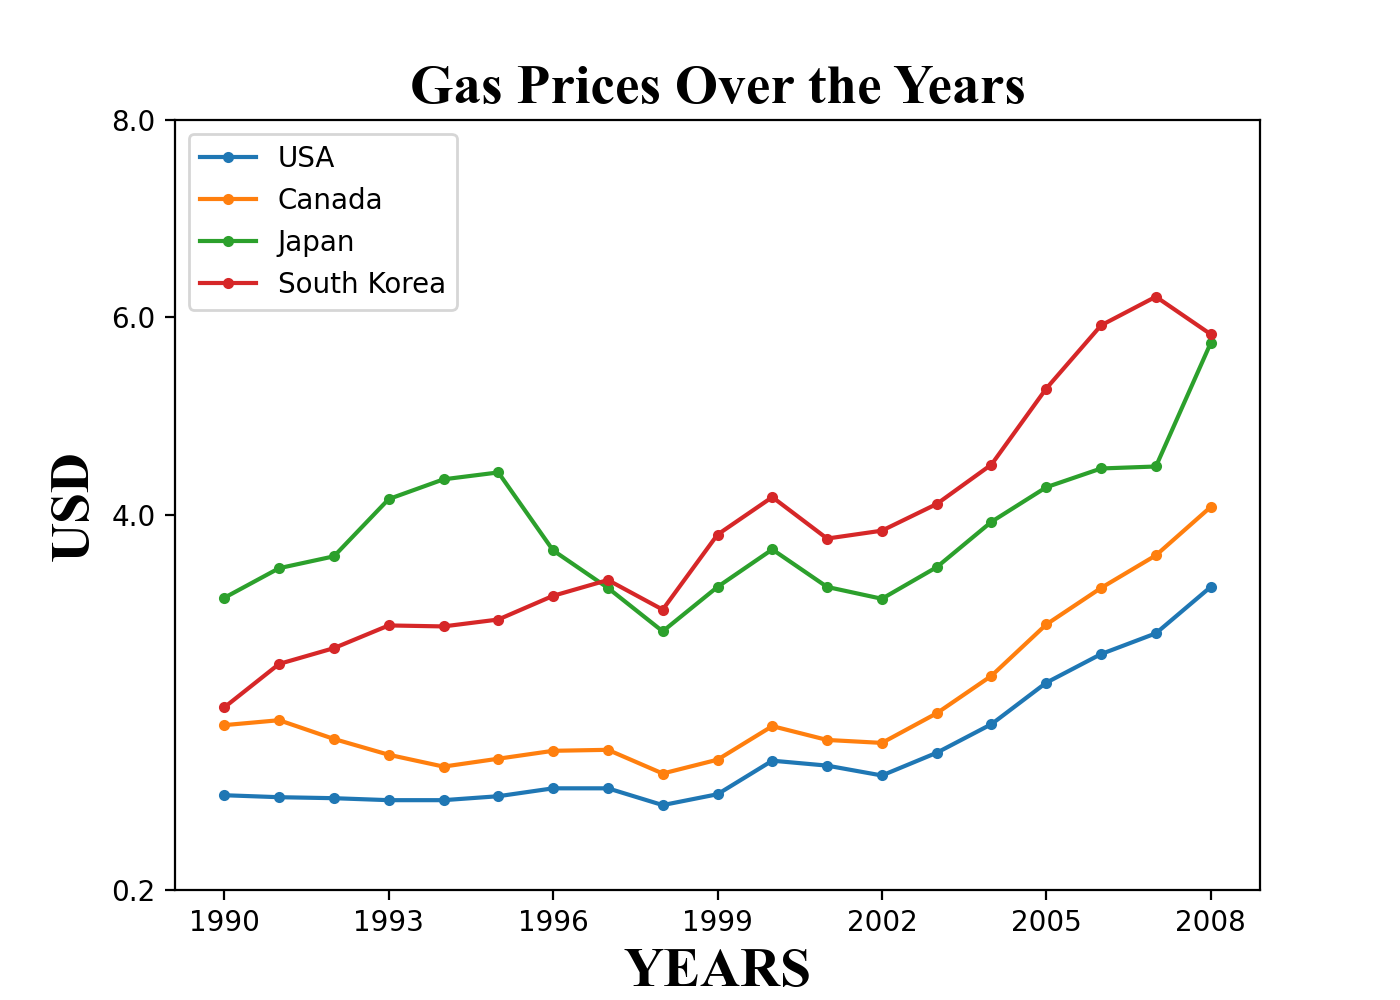 Gas Prices Over the Years
8.0
USA
Canada
Japan
South Korea
6.0
4.0
0.2
USD
1990 1993 1996 1999 2002 2005 2008
YEARS